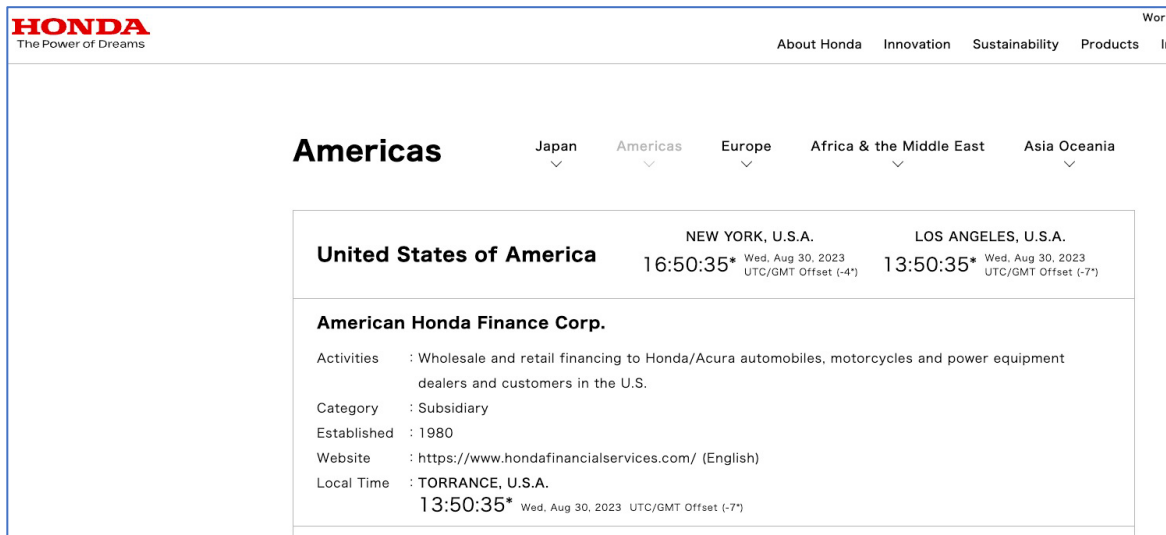 HONDA
The Power of Dreams
About Honda Innovation Sustainability Products
Americas
Japan Americas Europe Africa & the Middle East Asia Oceania
United States of America
NEW YORK, U.S.A.
16:50:35* Wed, Aug 30, 2023
UTC/GMT Offset (-4*)
LOS ANGELES, U.S.A.
13:50:35* Wed, Aug 30, 2023
UTC/GMT Offset (-7*)
American Honda Finance Corp.
Activities : Wholesale and retail financing to Honda/Acura automobiles, motorcycles and power equipment
dealers and customers in the U.S.
Category : Subsidiary
Established : 1980
Website : https://www.hondafinancialservices.com/ (English)
Local Time : TORRANCE, U.S.A.
13:50:35* Wed, Aug 30, 2023 UTC/GMT Offset (-7*)